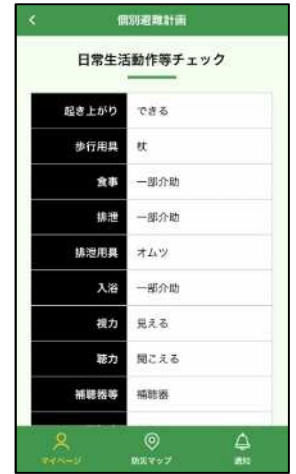 個別避難計画
日常生活動作等チェック
起き上がり できる
歩行用具 杖
食事 一部介助
排泄 一部介助
排泄用具 オムツ
入浴 一部介助
視力 見える
聴力 聞こえる
補聴器等 補聴器
マイページ 防災マップ 通知